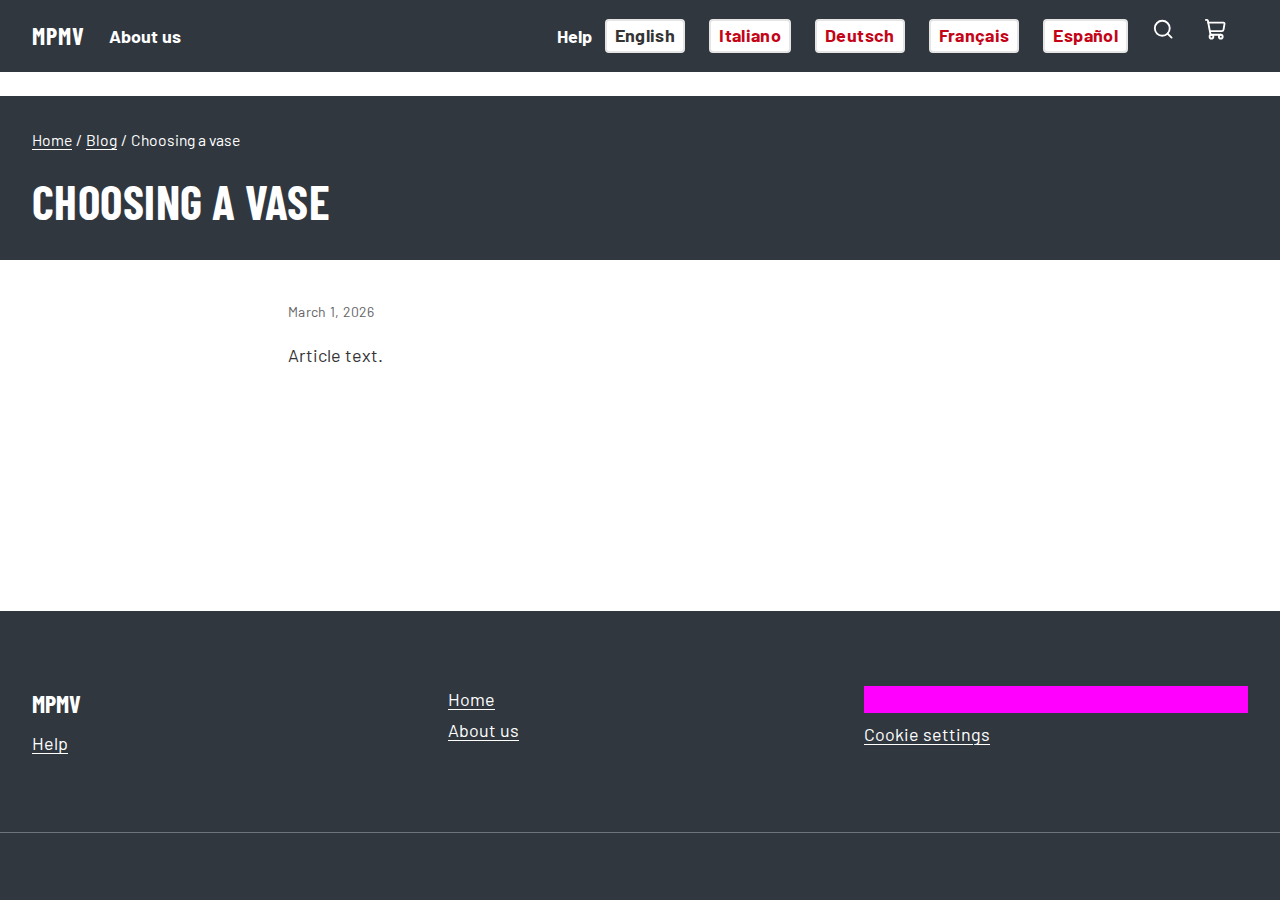 MPMV About us Help English Italiano Deutsch Français Español
Home / Blog / Choosing a vase
CHOOSING A VASE
March 1, 2026
Article text.
MPMV
Help
Home
About us
Cookie settings